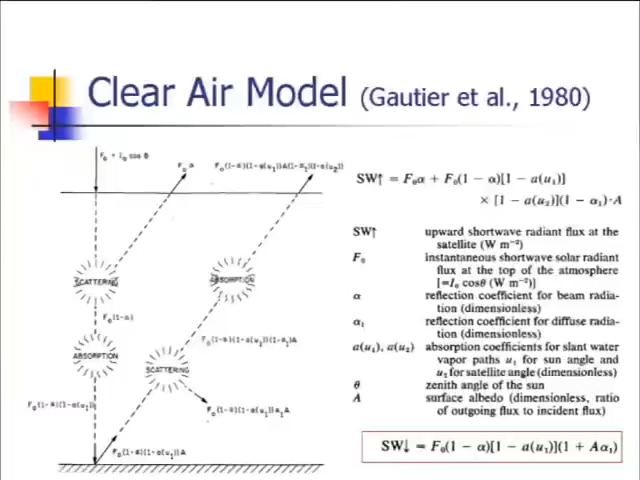 Clear Air Model (Gautier et al., 1980)
F₀ = I₀ cos θ
F₀ α
F₀(1-α)(1-a(u₁))A(1-α₁)(1-a(u₂))
SCATTERING
ABSORPTION
F₀(1-α)
ABSORPTION
F₀(1-α)(1-a(u₁))(1-α₁)A
SCATTERING
F₀(1-α)(1-a(u₁))
F₀(1-α)(1-a(u₁))α₁A
F₀(1-α)(1-a(u₁))A
SW↑ = F₀α + F₀(1 − α)[1 − a(u₁)]
× [1 − a(u₂)](1 − α₁)·A
SW↑ upward shortwave radiant flux at the
satellite (W m⁻²)
F₀ instantaneous shortwave solar radiant
flux at the top of the atmosphere
[=I₀ cosθ (W m⁻²)]
α reflection coefficient for beam radia-
tion (dimensionless)
α₁ reflection coefficient for diffuse radia-
tion (dimensionless)
a(u₁), a(u₂) absorption coefficients for slant water
vapor paths u₁ for sun angle and
u₂ for satellite angle (dimensionless)
θ zenith angle of the sun
A surface albedo (dimensionless, ratio
of outgoing flux to incident flux)
SW↓ = F₀(1 − α)[1 − a(u₁)](1 + Aα₁)